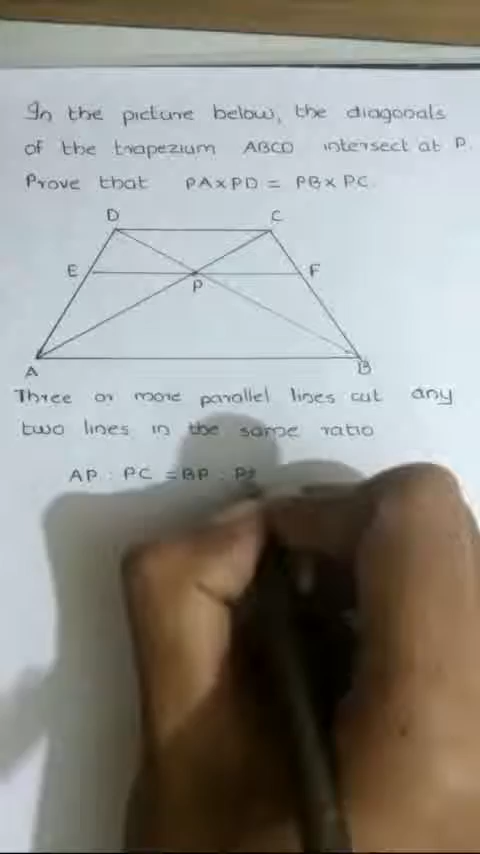 In the picture below, the diagonals
of the trapezium ABCD intersect at P.
Prove that PA×PD = PB×PC
D C
E F
P
A B
Three or more parallel lines cut any
two lines in the same ratio
AP : PC = BP :